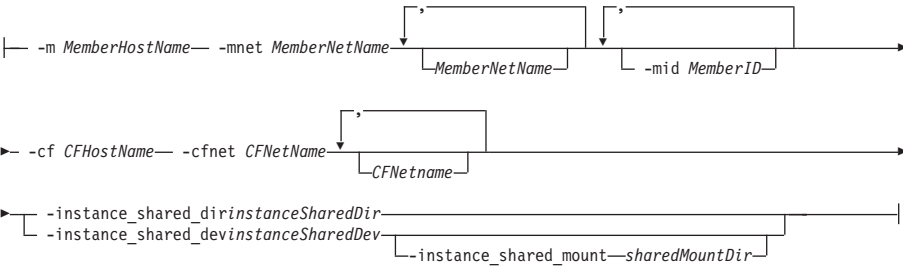 , ,
-m MemberHostName -mnet MemberNetName
MemberNetName -mid MemberID
,
-cf CFHostName -cfnet CFNetName
CFNetname
-instance_shared_dirinstanceSharedDir
-instance_shared_devinstanceSharedDev
-instance_shared_mount sharedMountDir